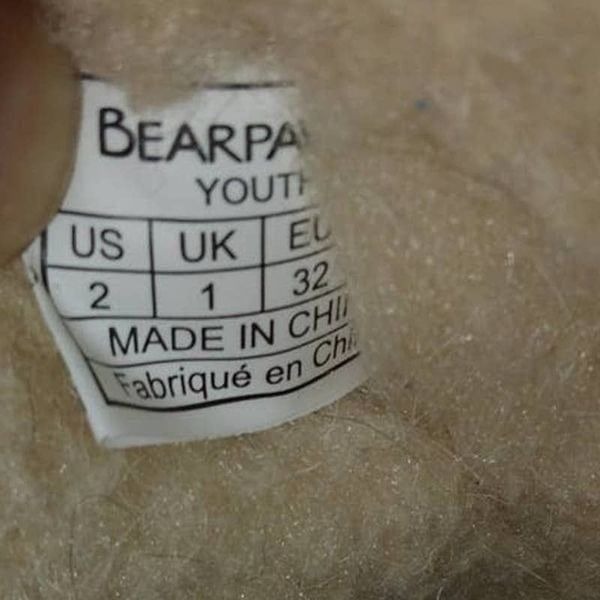 BEARPA
YOUTH
US UK EU
2 1 32
MADE IN CHI
Fabriqué en Chi